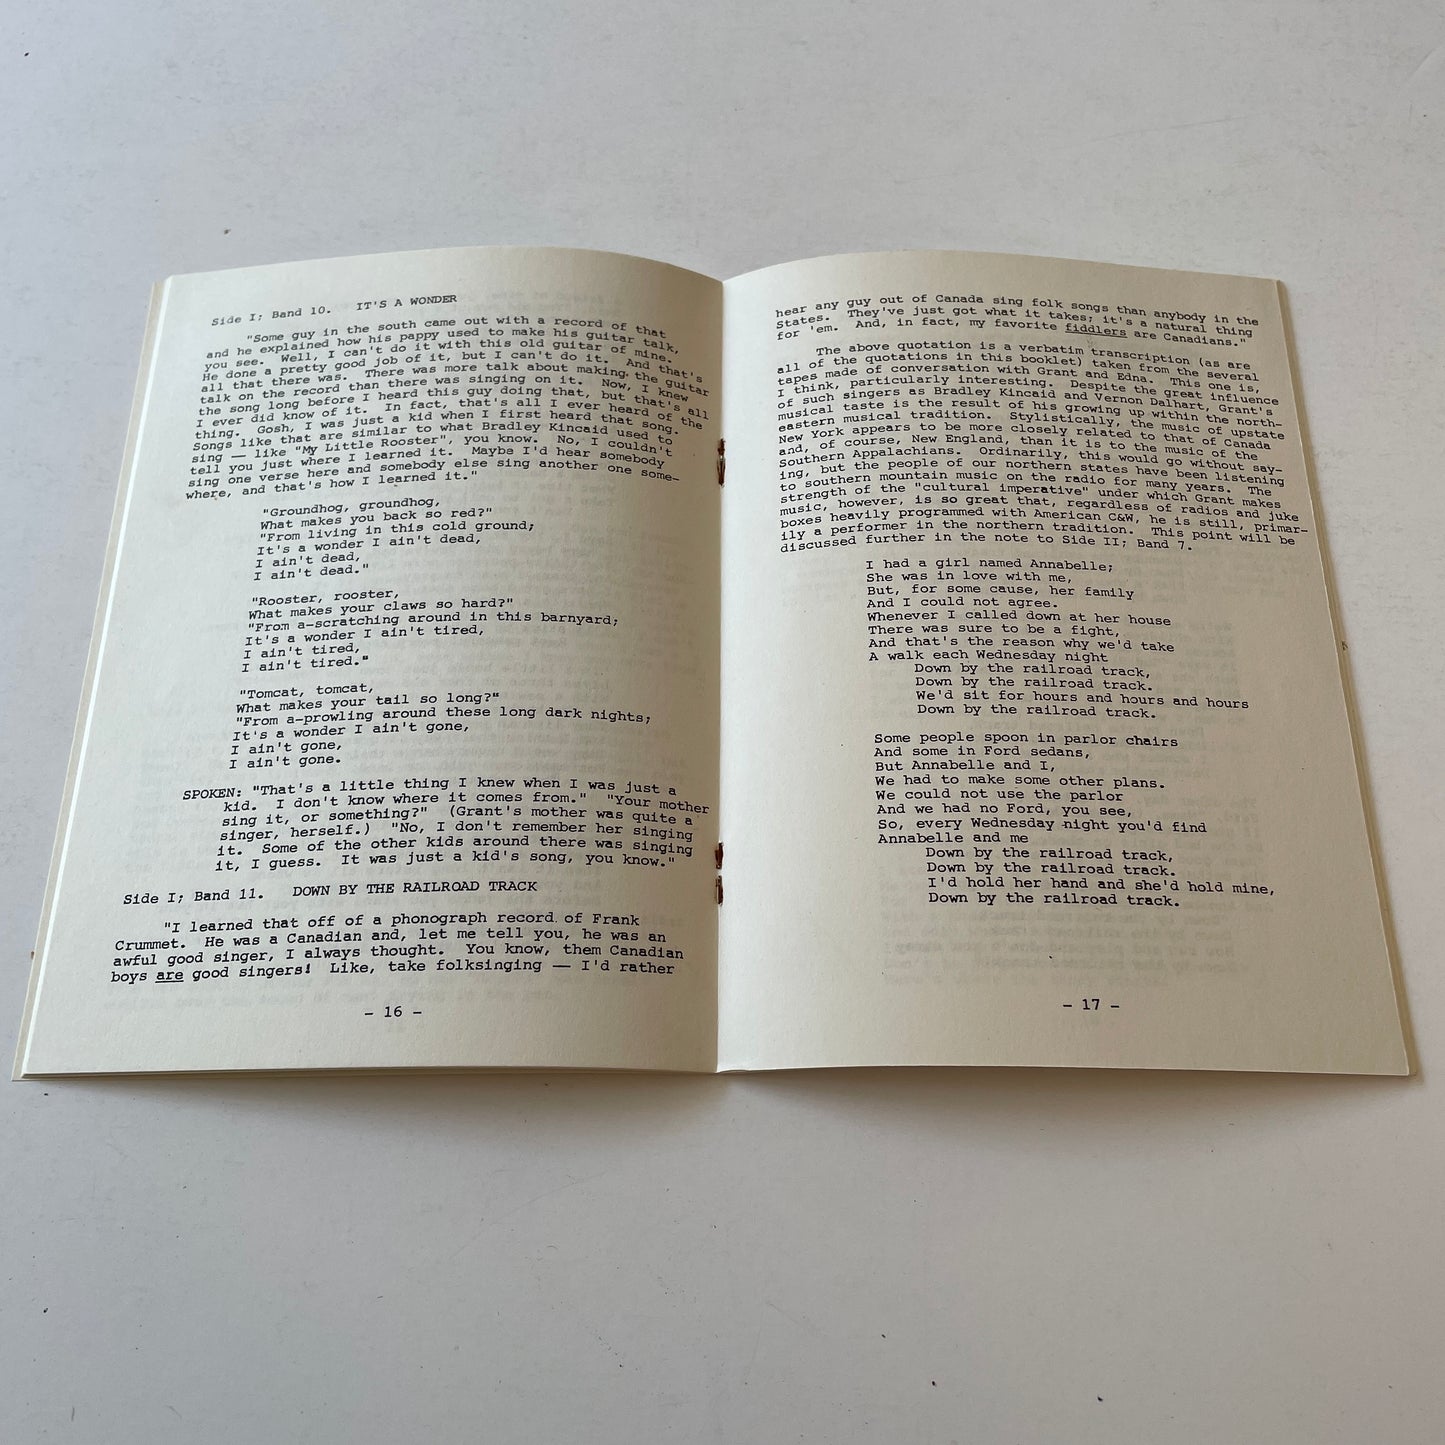 Side I; Band 10.   IT'S A WONDER
"Some guy in the south came out with a record of that
and he explained how his pappy used to make his guitar talk,
you see.  Well, I can't do it with this old guitar of mine.
He done a pretty good job of it, but I can't do it.  And that's
all that there was.  There was more talk about making the guitar
talk on the record than there was singing on it.  Now, I knew
the song long before I heard this guy doing that, but that's all
I ever did know of it.  In fact, that's all I ever heard of the
thing.  Gosh, I was just a kid when I first heard that song.
Songs like that are similar to what Bradley Kincaid used to
sing — like "My Little Rooster", you know.  No, I couldn't
tell you just where I learned it.  Maybe I'd hear somebody
sing one verse here and somebody else sing another one some-
where, and that's how I learned it."
"Groundhog, groundhog,
What makes you back so red?"
"From living in this cold ground;
It's a wonder I ain't dead,
I ain't dead,
I ain't dead."
"Rooster, rooster,
What makes your claws so hard?"
"From a-scratching around in this barnyard;
It's a wonder I ain't tired,
I ain't tired,
I ain't tired."
"Tomcat, tomcat,
What makes your tail so long?"
"From a-prowling around these long dark nights;
It's a wonder I ain't gone,
I ain't gone,
I ain't gone.
SPOKEN: "That's a little thing I knew when I was just a
kid.  I don't know where it comes from."  "Your mother
sing it, or something?"  (Grant's mother was quite a
singer, herself.)  "No, I don't remember her singing
it.  Some of the other kids around there was singing
it, I guess.  It was just a kid's song, you know."
Side I; Band 11.   DOWN BY THE RAILROAD TRACK
"I learned that off of a phonograph record of Frank
Crummet.  He was a Canadian and, let me tell you, he was an
awful good singer, I always thought.  You know, them Canadian
boys are good singers!  Like, take folksinging — I'd rather
- 16 -
hear any guy out of Canada sing folk songs than anybody in the
States.  They've just got what it takes; it's a natural thing
for 'em.  And, in fact, my favorite fiddlers are Canadians."
The above quotation is a verbatim transcription (as are
all of the quotations in this booklet) taken from the several
tapes made of conversation with Grant and Edna.  This one is,
I think, particularly interesting.  Despite the great influence
of such singers as Bradley Kincaid and Vernon Dalhart, Grant's
musical taste is the result of his growing up within the north-
eastern musical tradition.  Stylistically, the music of upstate
New York appears to be more closely related to that of Canada
and, of course, New England, than it is to the music of the
Southern Appalachians.  Ordinarily, this would go without say-
ing, but the people of our northern states have been listening
to southern mountain music on the radio for many years.  The
strength of the "cultural imperative" under which Grant makes
music, however, is so great that, regardless of radios and juke
boxes heavily programmed with American C&W, he is still, primar-
ily a performer in the northern tradition.  This point will be
discussed further in the note to Side II; Band 7.
I had a girl named Annabelle;
She was in love with me,
But, for some cause, her family
And I could not agree.
Whenever I called down at her house
There was sure to be a fight,
And that's the reason why we'd take
A walk each Wednesday night
Down by the railroad track,
Down by the railroad track.
We'd sit for hours and hours and hours
Down by the railroad track.
Some people spoon in parlor chairs
And some in Ford sedans,
But Annabelle and I,
We had to make some other plans.
We could not use the parlor
And we had no Ford, you see,
So, every Wednesday night you'd find
Annabelle and me
Down by the railroad track,
Down by the railroad track.
I'd hold her hand and she'd hold mine,
Down by the railroad track.
- 17 -